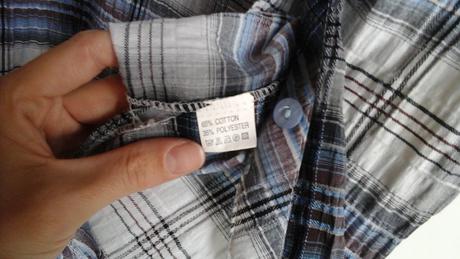 65% COTTON
35% POLYESTER